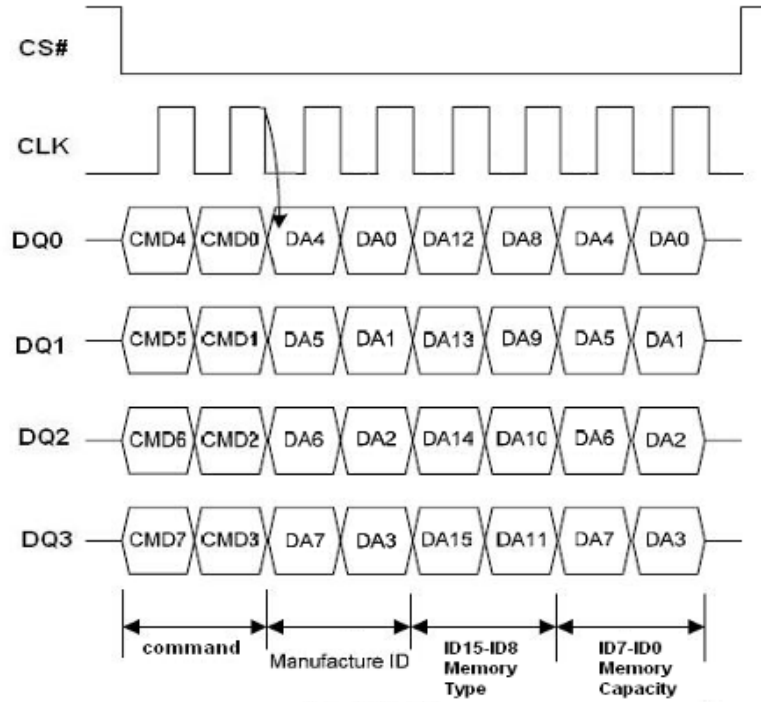 CS#
CLK
DQ0 CMD4 CMD0 DA4 DA0 DA12 DA8 DA4 DA0
DQ1 CMD5 CMD1 DA5 DA1 DA13 DA9 DA5 DA1
DQ2 CMD6 CMD2 DA6 DA2 DA14 DA10 DA6 DA2
DQ3 CMD7 CMD3 DA7 DA3 DA15 DA11 DA7 DA3
command
Manufacture ID
ID15-ID8
Memory
Type
ID7-ID0
Memory
Capacity